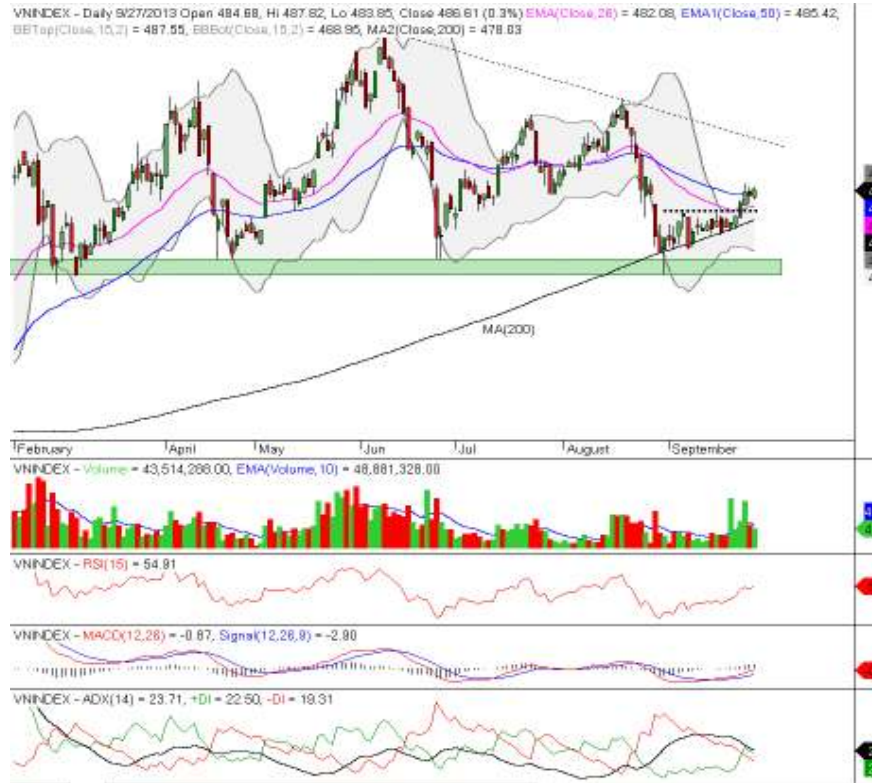 VNINDEX - Daily 9/27/2013 Open 484.68, Hi 487.82, Lo 483.85, Close 486.61 (0.3%) EMA(Close,26) = 482.08, EMA1(Close,50) = 485.42,
BBTop(Close,15,2) = 487.55, BBBot(Close,15,2) = 468.95, MA2(Close,200) = 478.03
MA(200)
February April May Jun Jul August September
VNINDEX - Volume = 43,514,288.00, EMA(Volume,10) = 48,881,328.00
VNINDEX - RSI(15) = 54.91
VNINDEX - MACD(12,26) = -0.87, Signal(12,26,9) = -2.90
VNINDEX - ADX(14) = 23.71, +DI = 22.50, -DI = 19.31